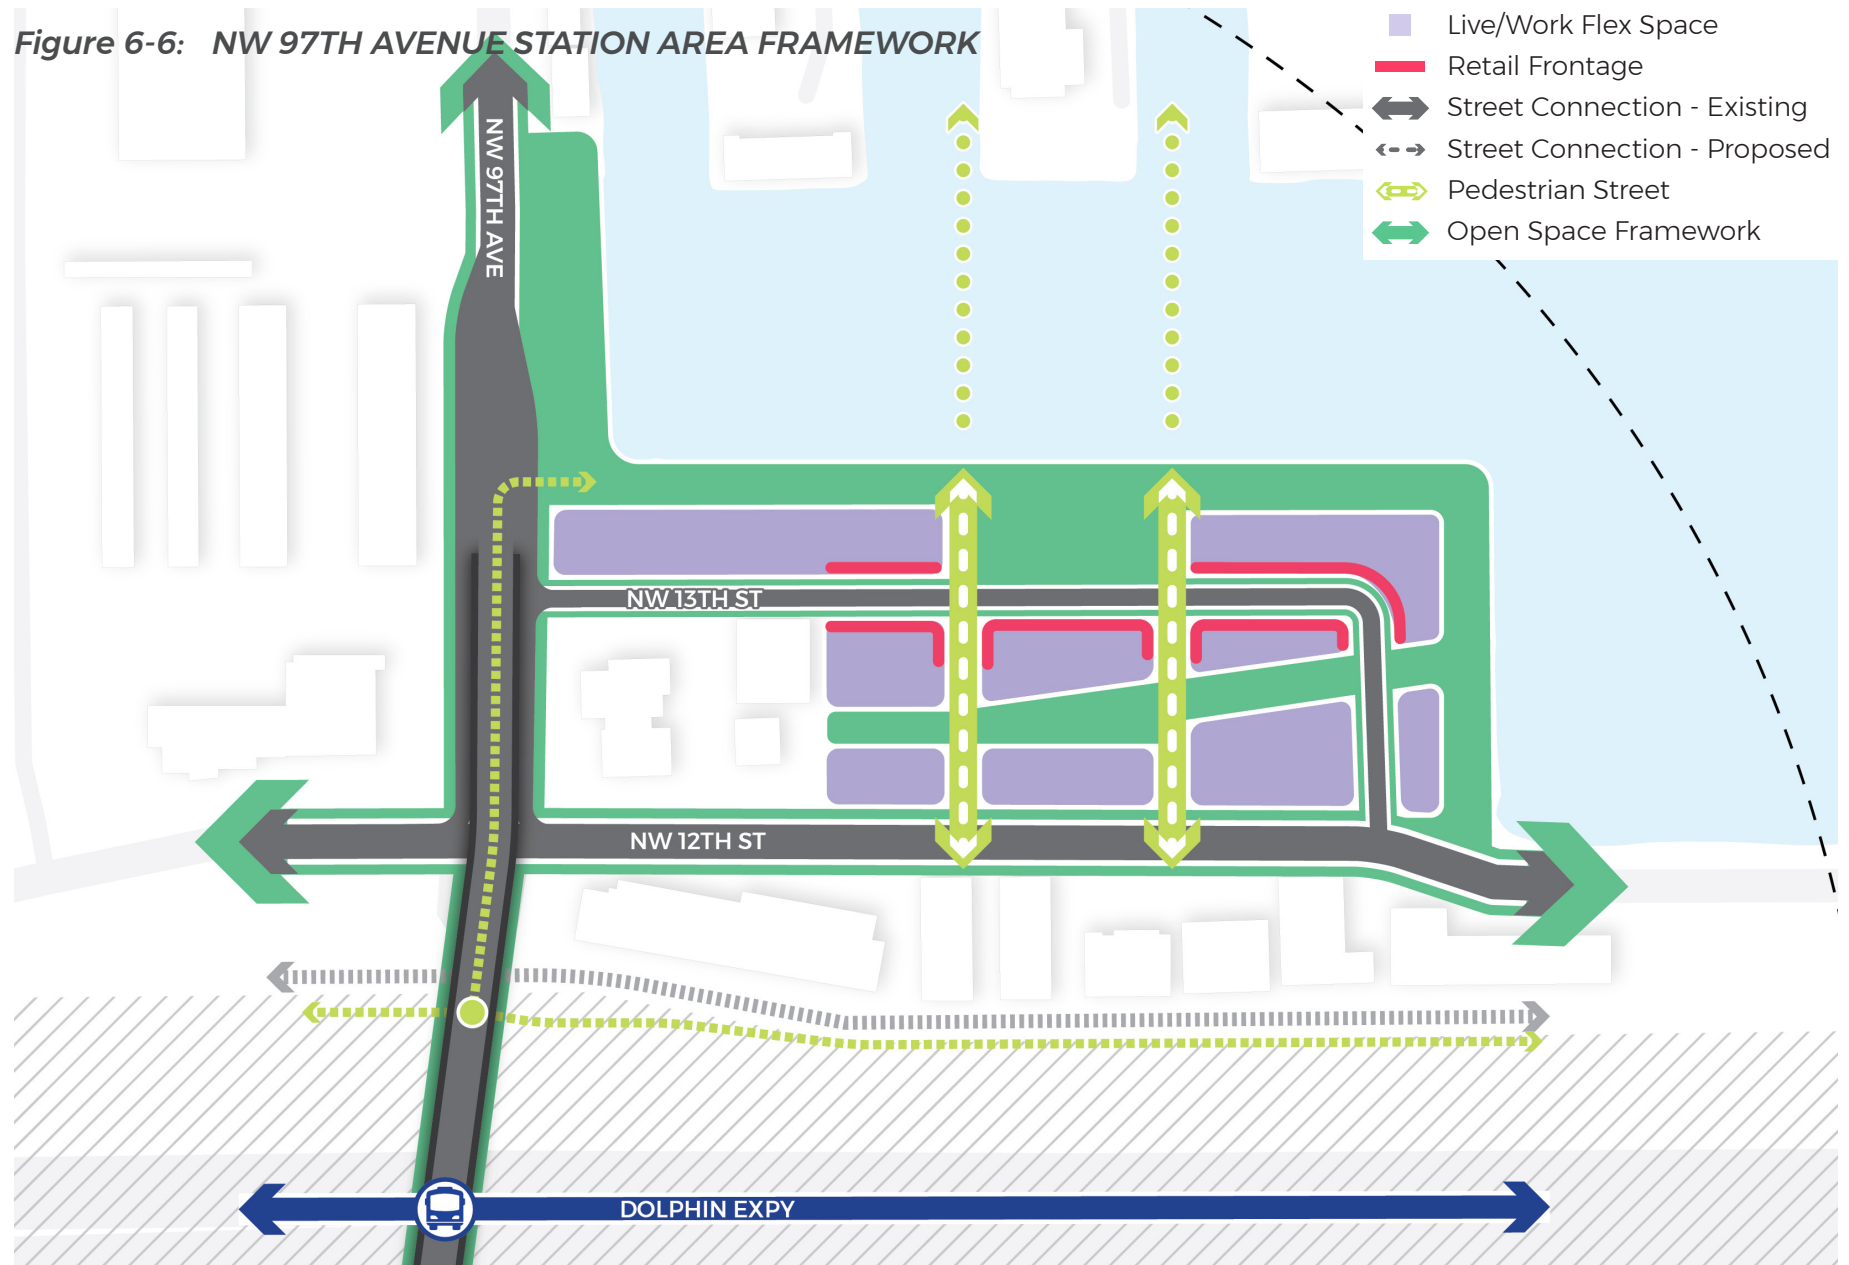 Figure 6-6: NW 97TH AVENUE STATION AREA FRAMEWORK
Live/Work Flex Space
Retail Frontage
Street Connection - Existing
Street Connection - Proposed
Pedestrian Street
Open Space Framework
NW 97TH AVE
NW 13TH ST
NW 12TH ST
DOLPHIN EXPY